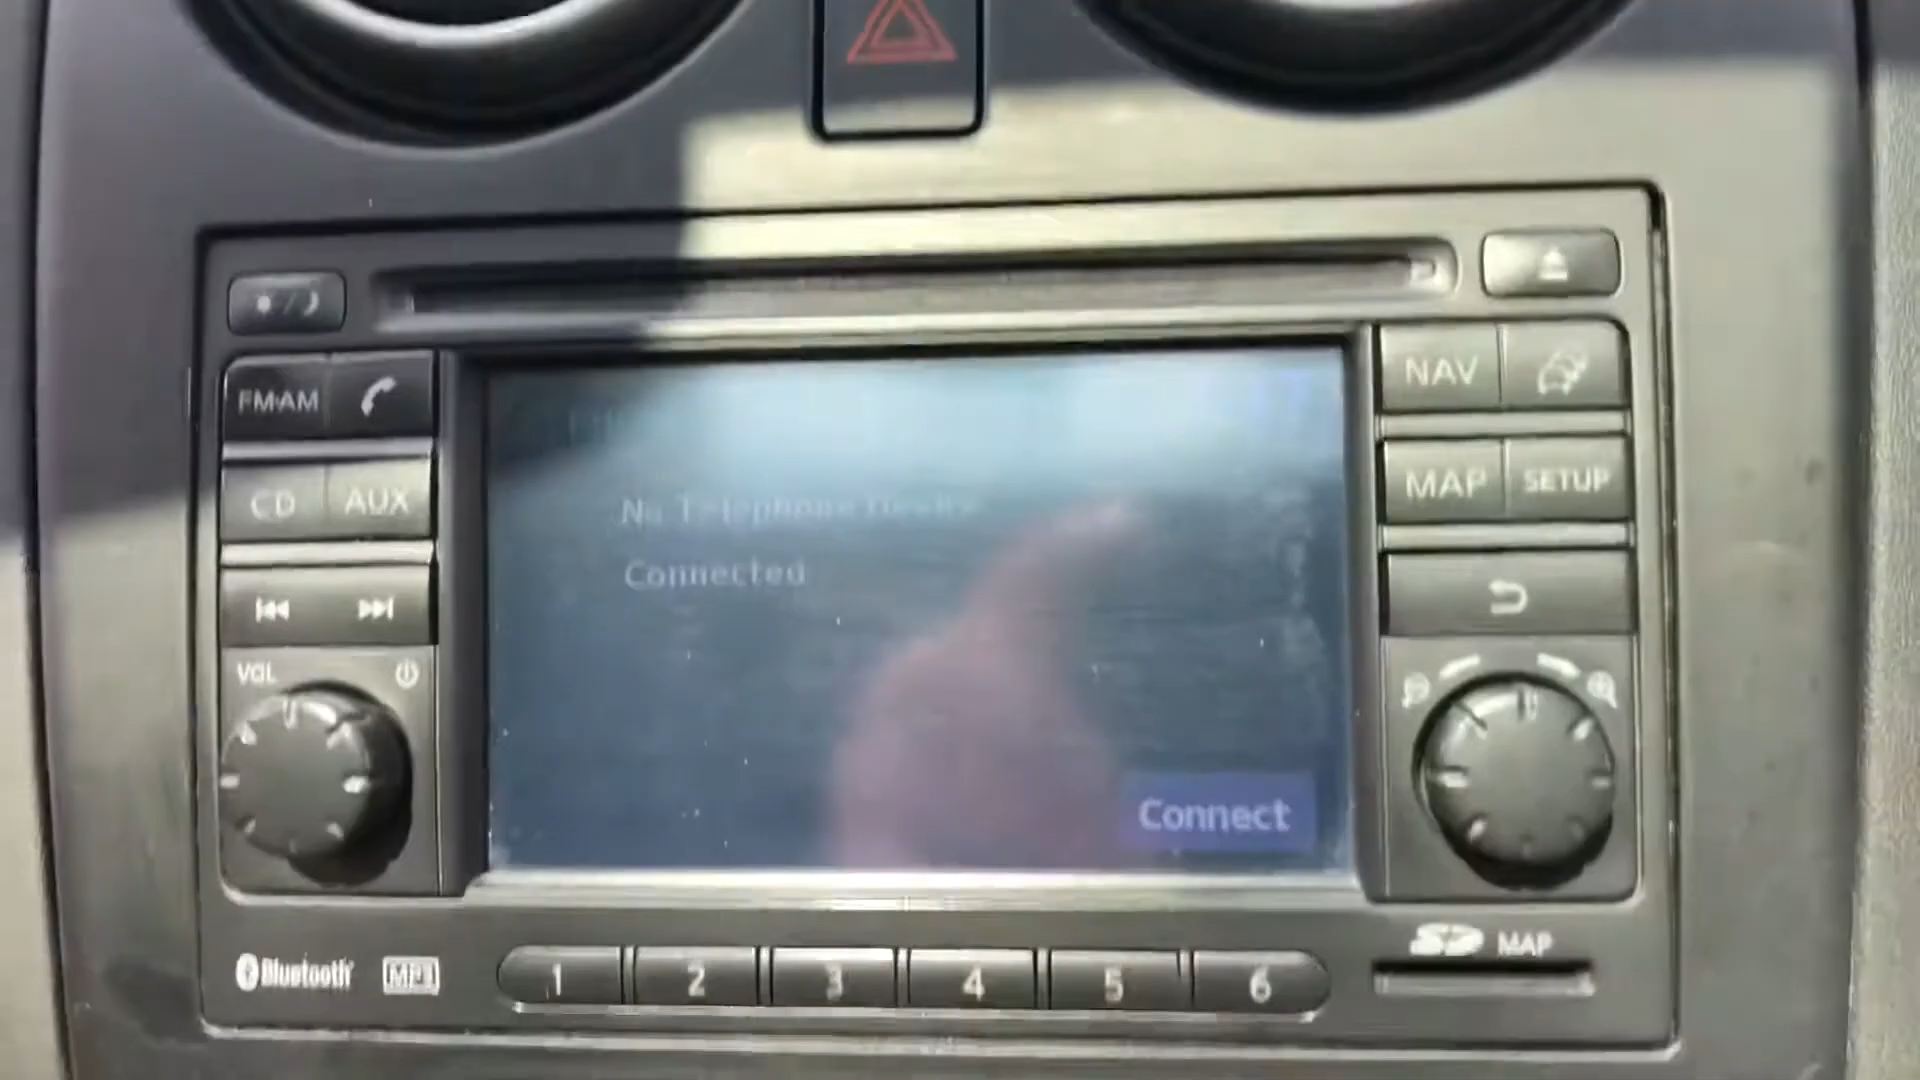 FM·AM
CD
AUX
VOL
No Telephone Device
Connected
Connect
NAV
MAP
SETUP
Bluetooth
MP3
1
2
3
4
5
6
SD
MAP